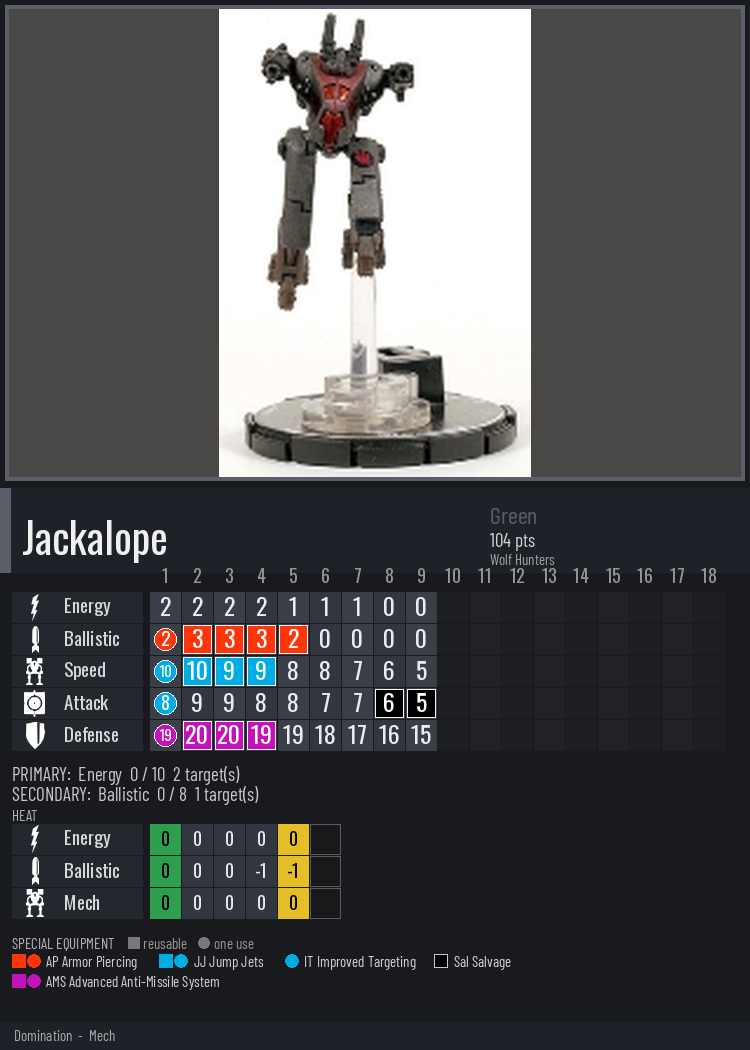 Jackalope
Green
104 pts
Wolf Hunters
1 2 3 4 5 6 7 8 9 10 11 12 13 14 15 16 17 18
Energy 2 2 2 2 1 1 1 0 0
Ballistic 2 3 3 3 2 0 0 0 0
Speed 10 10 9 9 8 8 7 6 5
Attack 8 9 9 8 8 7 7 6 5
Defense 19 20 20 19 19 18 17 16 15
PRIMARY: Energy 0 / 10 2 target(s)
SECONDARY: Ballistic 0 / 8 1 target(s)
HEAT
Energy 0 0 0 0 0
Ballistic 0 0 0 -1 -1
Mech 0 0 0 0 0
SPECIAL EQUIPMENT reusable one use
AP Armor Piercing JJ Jump Jets IT Improved Targeting Sal Salvage
AMS Advanced Anti-Missile System
Domination - Mech